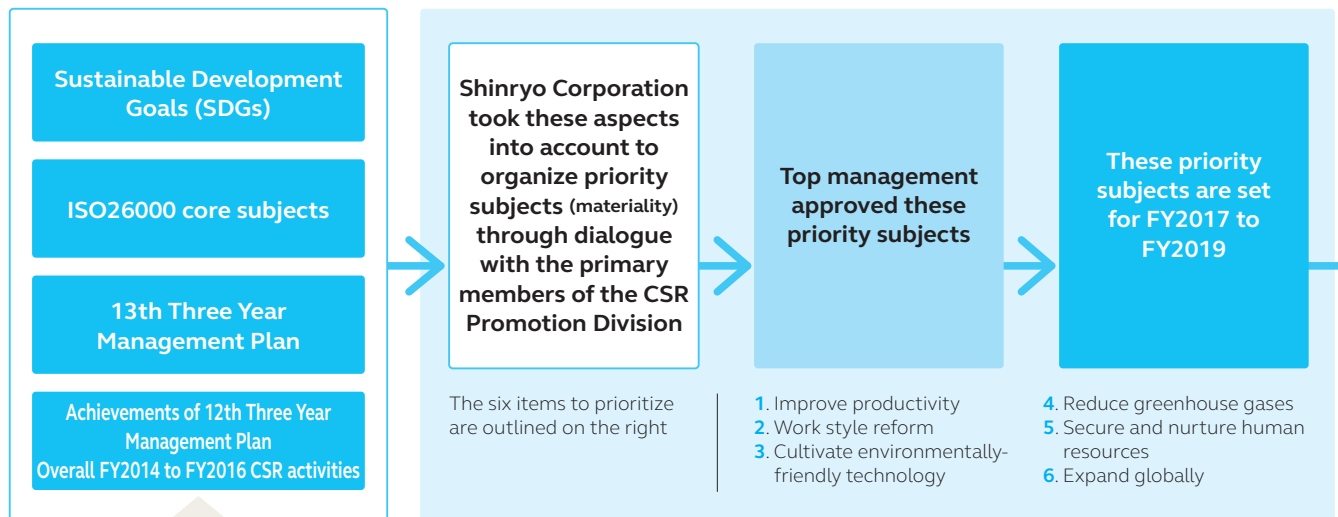 Sustainable Development
Goals (SDGs)
ISO26000 core subjects
13th Three Year
Management Plan
Achievements of 12th Three Year
Management Plan
Overall FY2014 to FY2016 CSR activities
Shinryo Corporation
took these aspects
into account to
organize priority
subjects (materiality)
through dialogue
with the primary
members of the CSR
Promotion Division
Top management
approved these
priority subjects
These priority
subjects are set
for FY2017 to
FY2019
The six items to prioritize
are outlined on the right
1. Improve productivity
2. Work style reform
3. Cultivate environmentally-
friendly technology
4. Reduce greenhouse gases
5. Secure and nurture human
resources
6. Expand globally